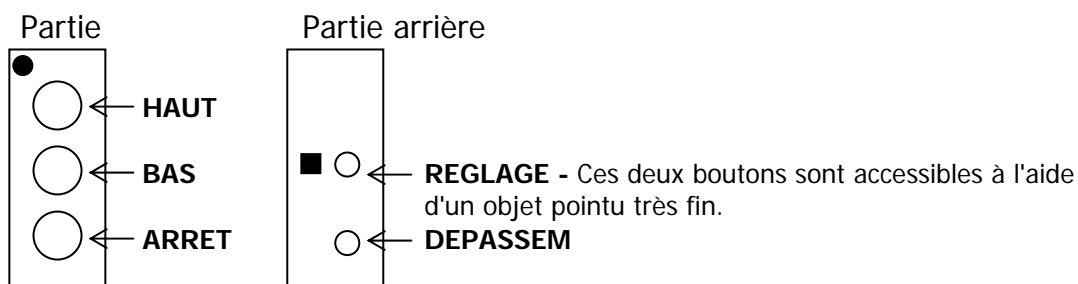 Partie
Partie arrière
HAUT
BAS
ARRET
REGLAGE - Ces deux boutons sont accessibles à l'aide
d'un objet pointu très fin.
DEPASSEM